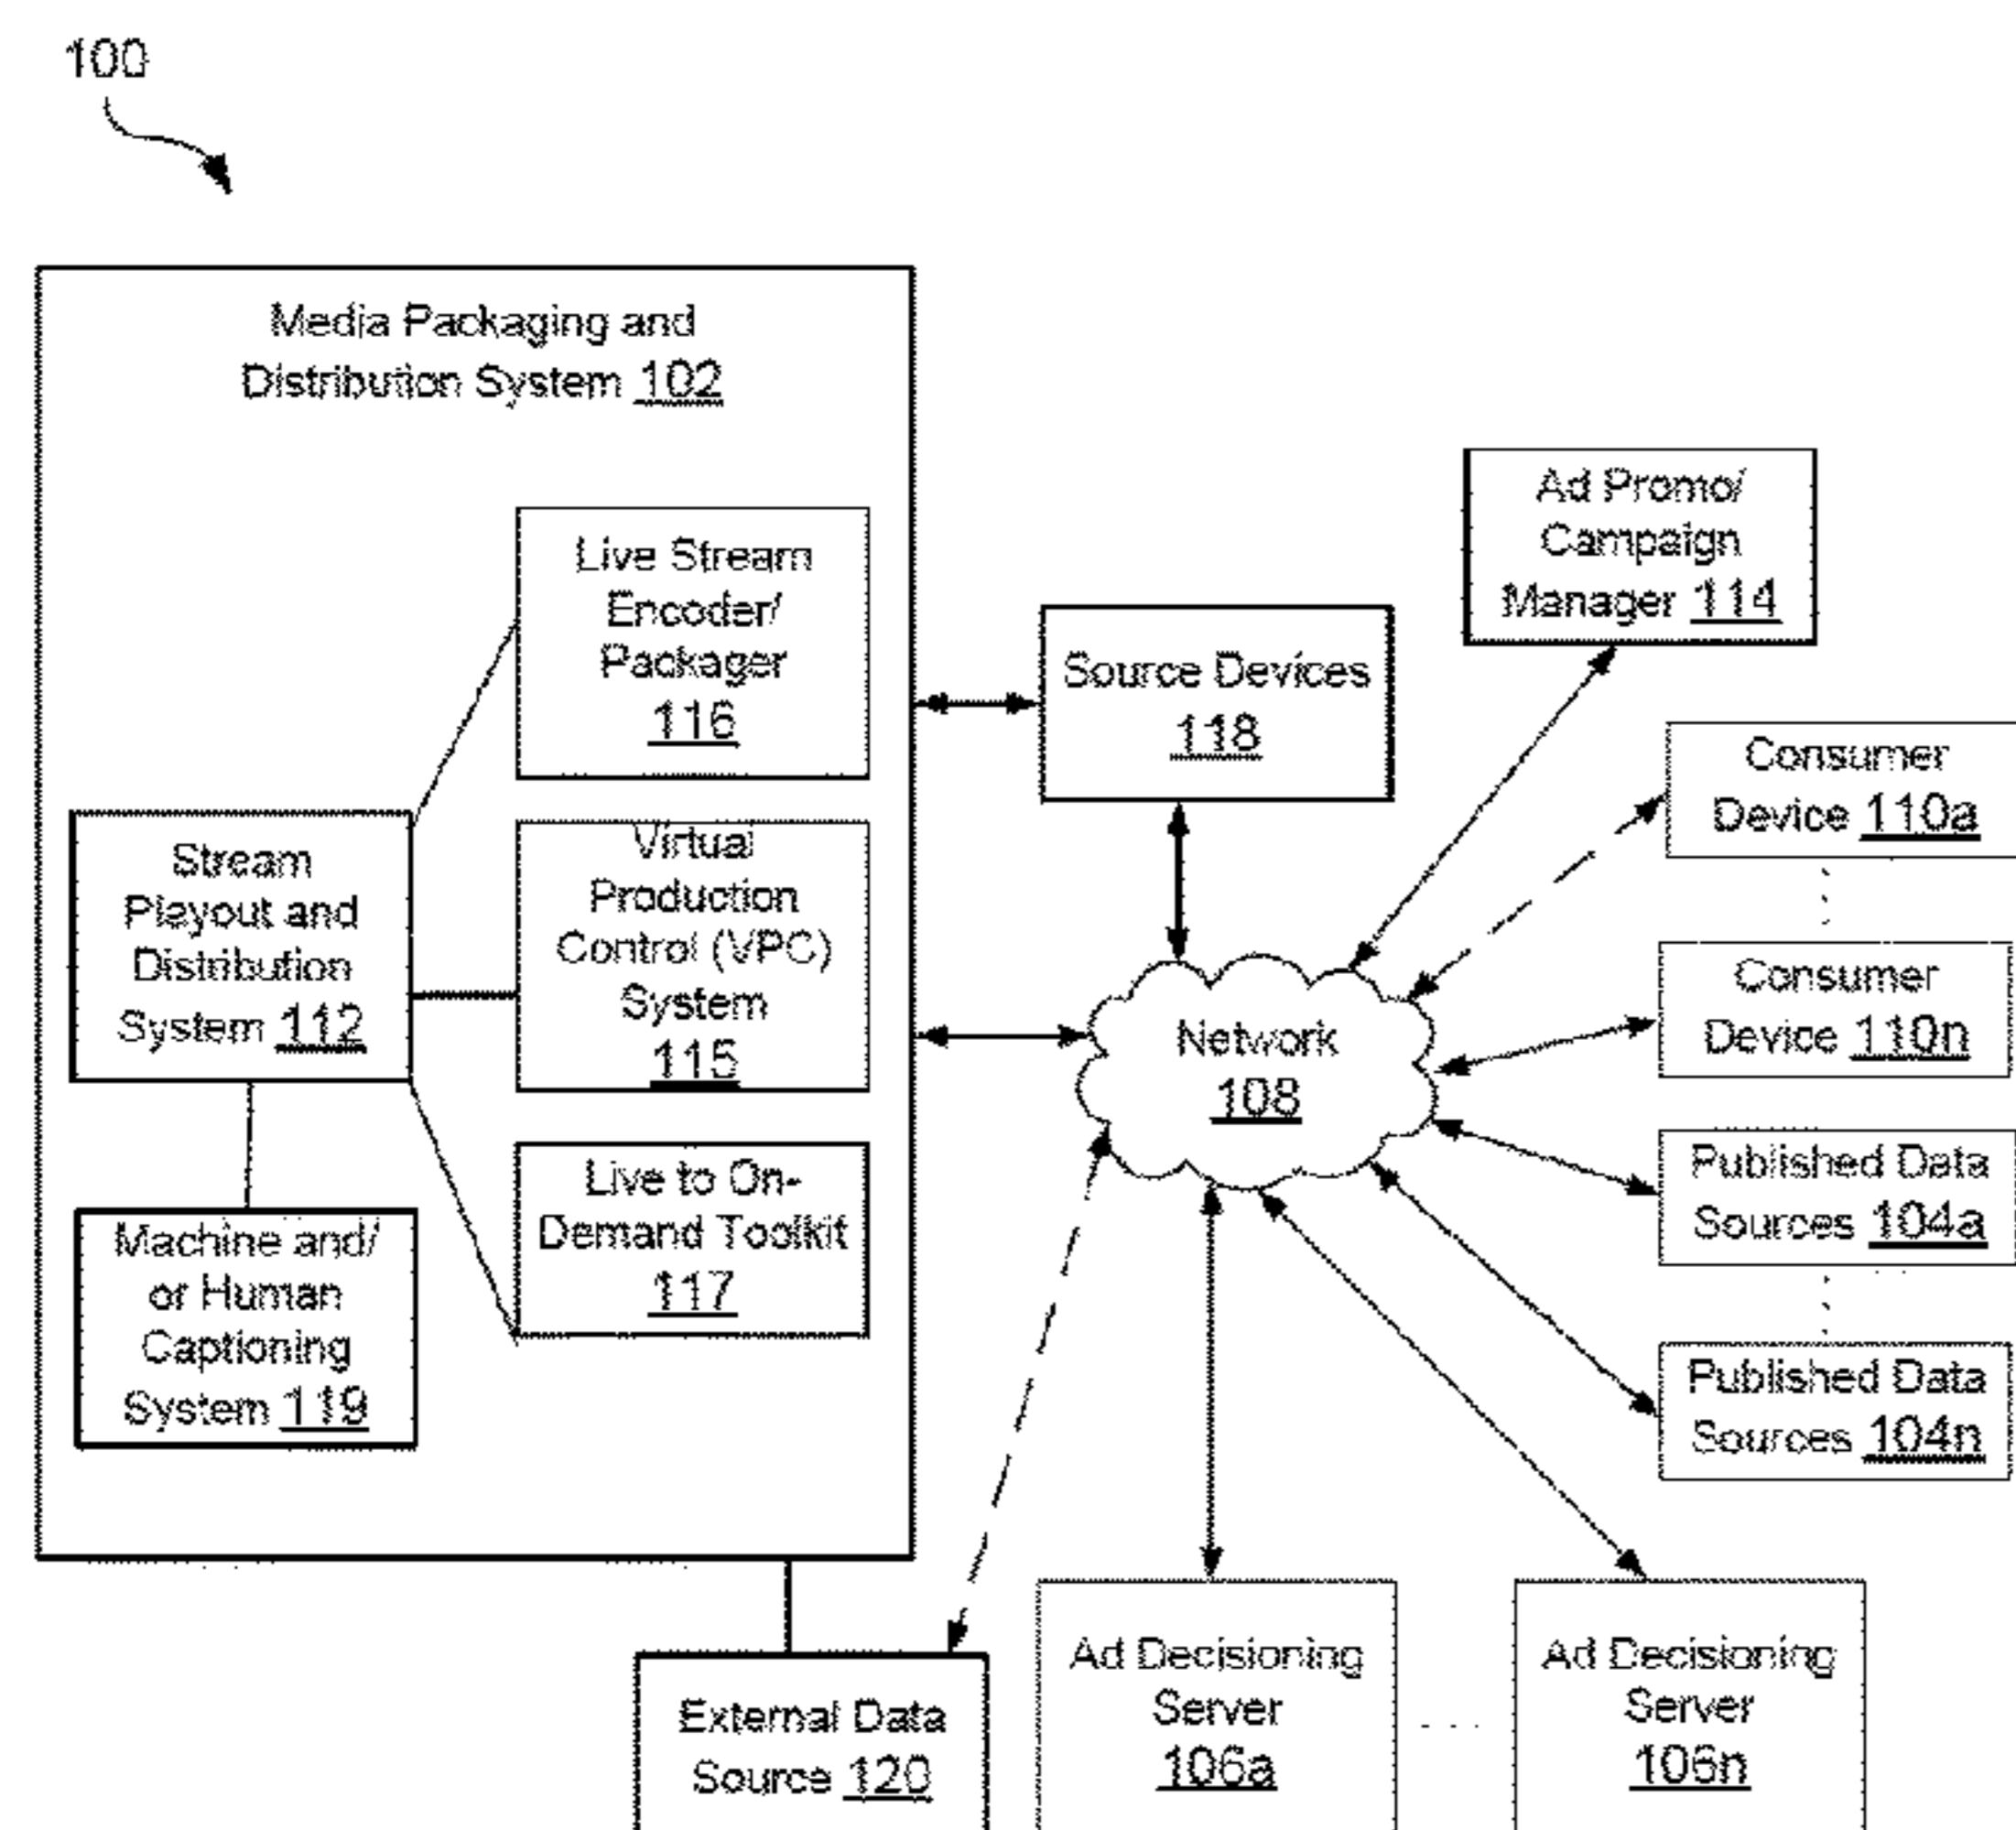 100
Media Packaging and
Distribution System 102
Live Stream
Encoder/
Packager
116
Stream
Playout and
Distribution
System 112
Virtual
Production
Control (VPC)
System
115
Machine and/
or Human
Captioning
System 119
Live to On-
Demand Toolkit
117
Source Devices
118
Ad Promo/
Campaign
Manager 114
Consumer
Device 110a
Consumer
Device 110n
Network
108
Published Data
Sources 104a
Published Data
Sources 104n
External Data
Source 120
Ad Decisioning
Server
106a
Ad Decisioning
Server
106n